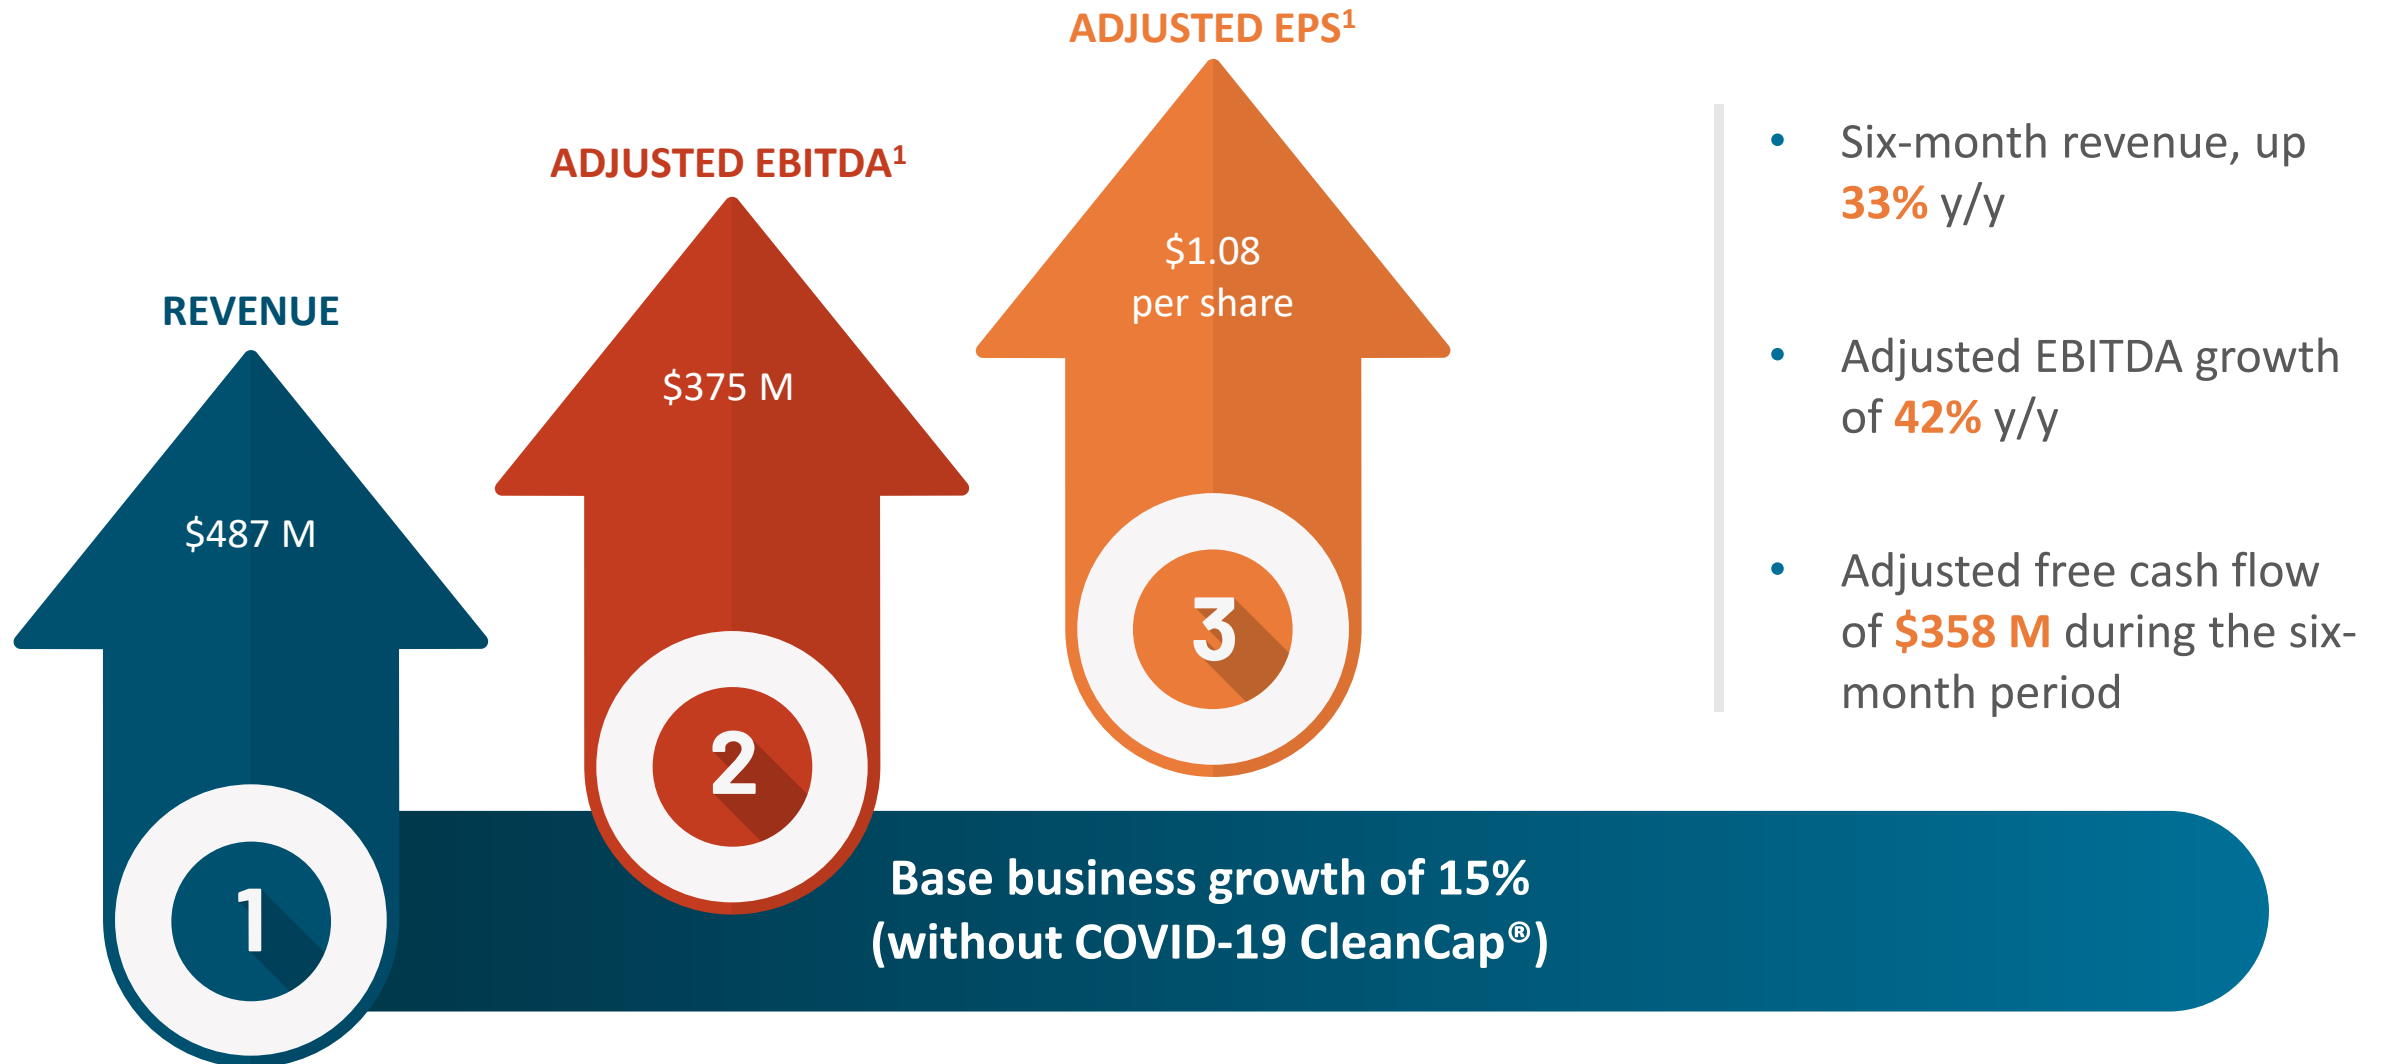 REVENUE
$487 M
1
ADJUSTED EBITDA¹
$375 M
2
ADJUSTED EPS¹
$1.08
per share
3
• Six-month revenue, up
33% y/y
• Adjusted EBITDA growth
of 42% y/y
• Adjusted free cash flow
of $358 M during the six-
month period
Base business growth of 15%
(without COVID-19 CleanCap®)